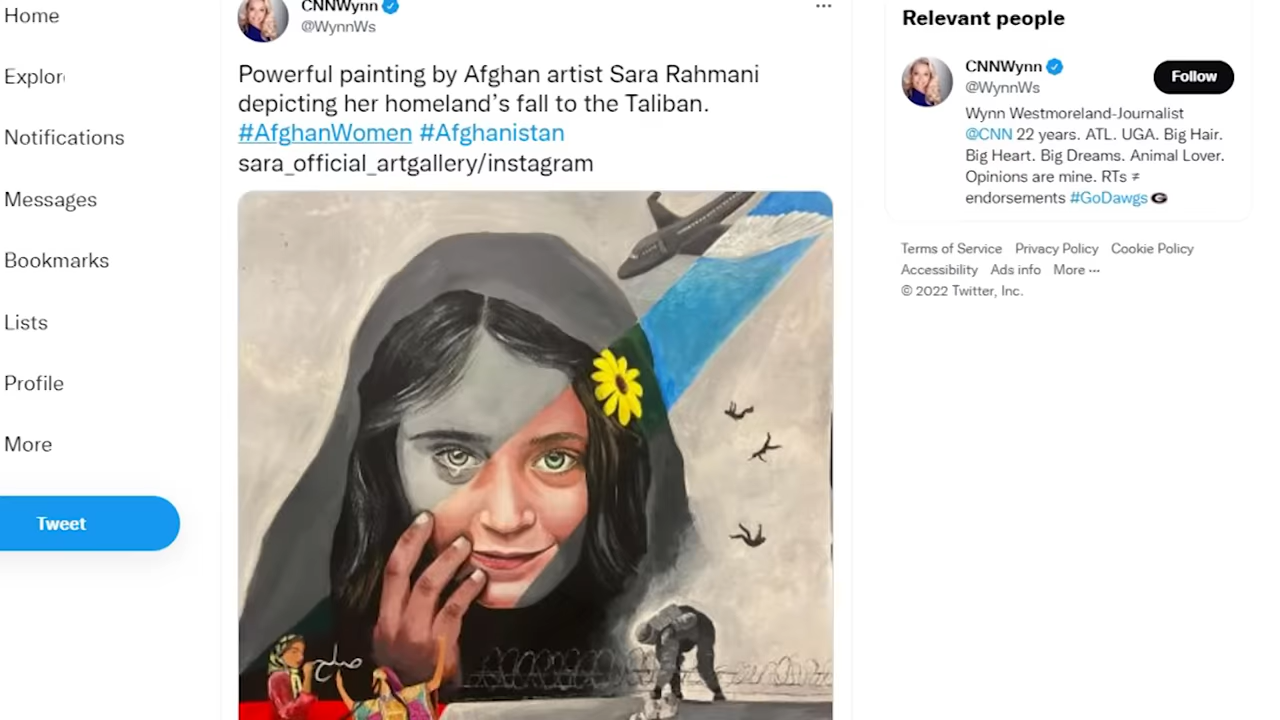 Home
Explor
Notifications
Messages
Bookmarks
Lists
Profile
More
Tweet
CNNWynn
@WynnWs
Powerful painting by Afghan artist Sara Rahmani
depicting her homeland’s fall to the Taliban.
#AfghanWomen #Afghanistan
sara_official_artgallery/instagram
صلح
Relevant people
CNNWynn
@WynnWs
Follow
Wynn Westmoreland-Journalist
@CNN 22 years. ATL. UGA. Big Hair.
Big Heart. Big Dreams. Animal Lover.
Opinions are mine. RTs ≠
endorsements #GoDawgs
Terms of Service Privacy Policy Cookie Policy
Accessibility Ads info More ···
© 2022 Twitter, Inc.